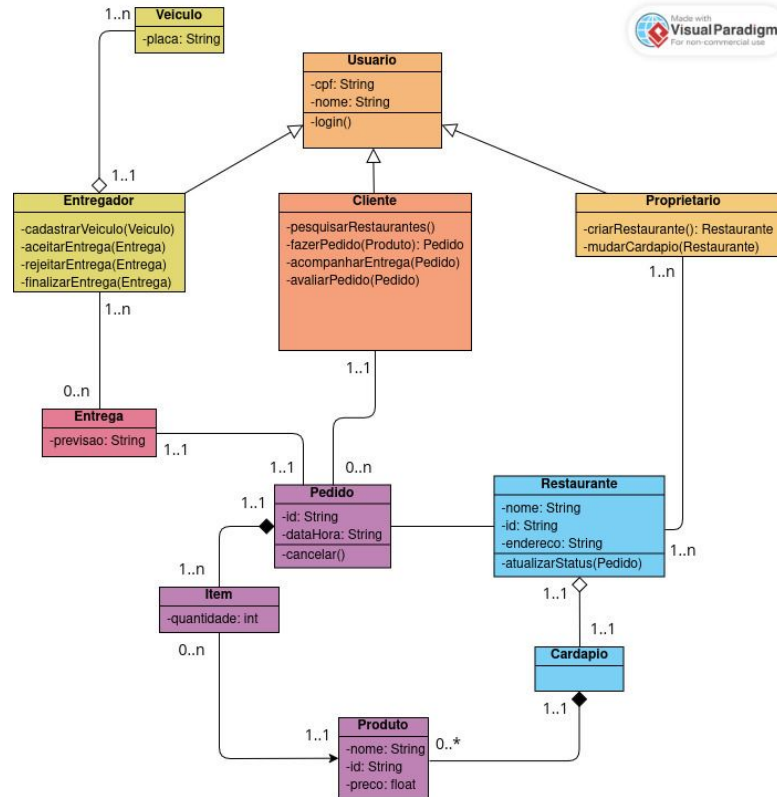 1..n
Veiculo
-placa: String
Made with
VisualParadigm
For non-commercial use
Usuario
-cpf: String
-nome: String
-login()
1..1
Entregador
-cadastrarVeiculo(Veiculo)
-aceitarEntrega(Entrega)
-rejeitarEntrega(Entrega)
-finalizarEntrega(Entrega)
1..n
Cliente
-pesquisarRestaurantes()
-fazerPedido(Produto): Pedido
-acompanharEntrega(Pedido)
-avaliarPedido(Pedido)
1..1
Proprietario
-criarRestaurante(): Restaurante
-mudarCardapio(Restaurante)
1..n
0..n
Entrega
-previsao: String
1..1
1..1
0..n
1..1
Pedido
-id: String
-dataHora: String
-cancelar()
Restaurante
-nome: String
-id: String
-endereco: String
-atualizarStatus(Pedido)
1..n
1..1
1..n
Item
-quantidade: int
0..n
1..1
Cardapio
1..1
1..1
Produto
-nome: String
-id: String
-preco: float
0..*